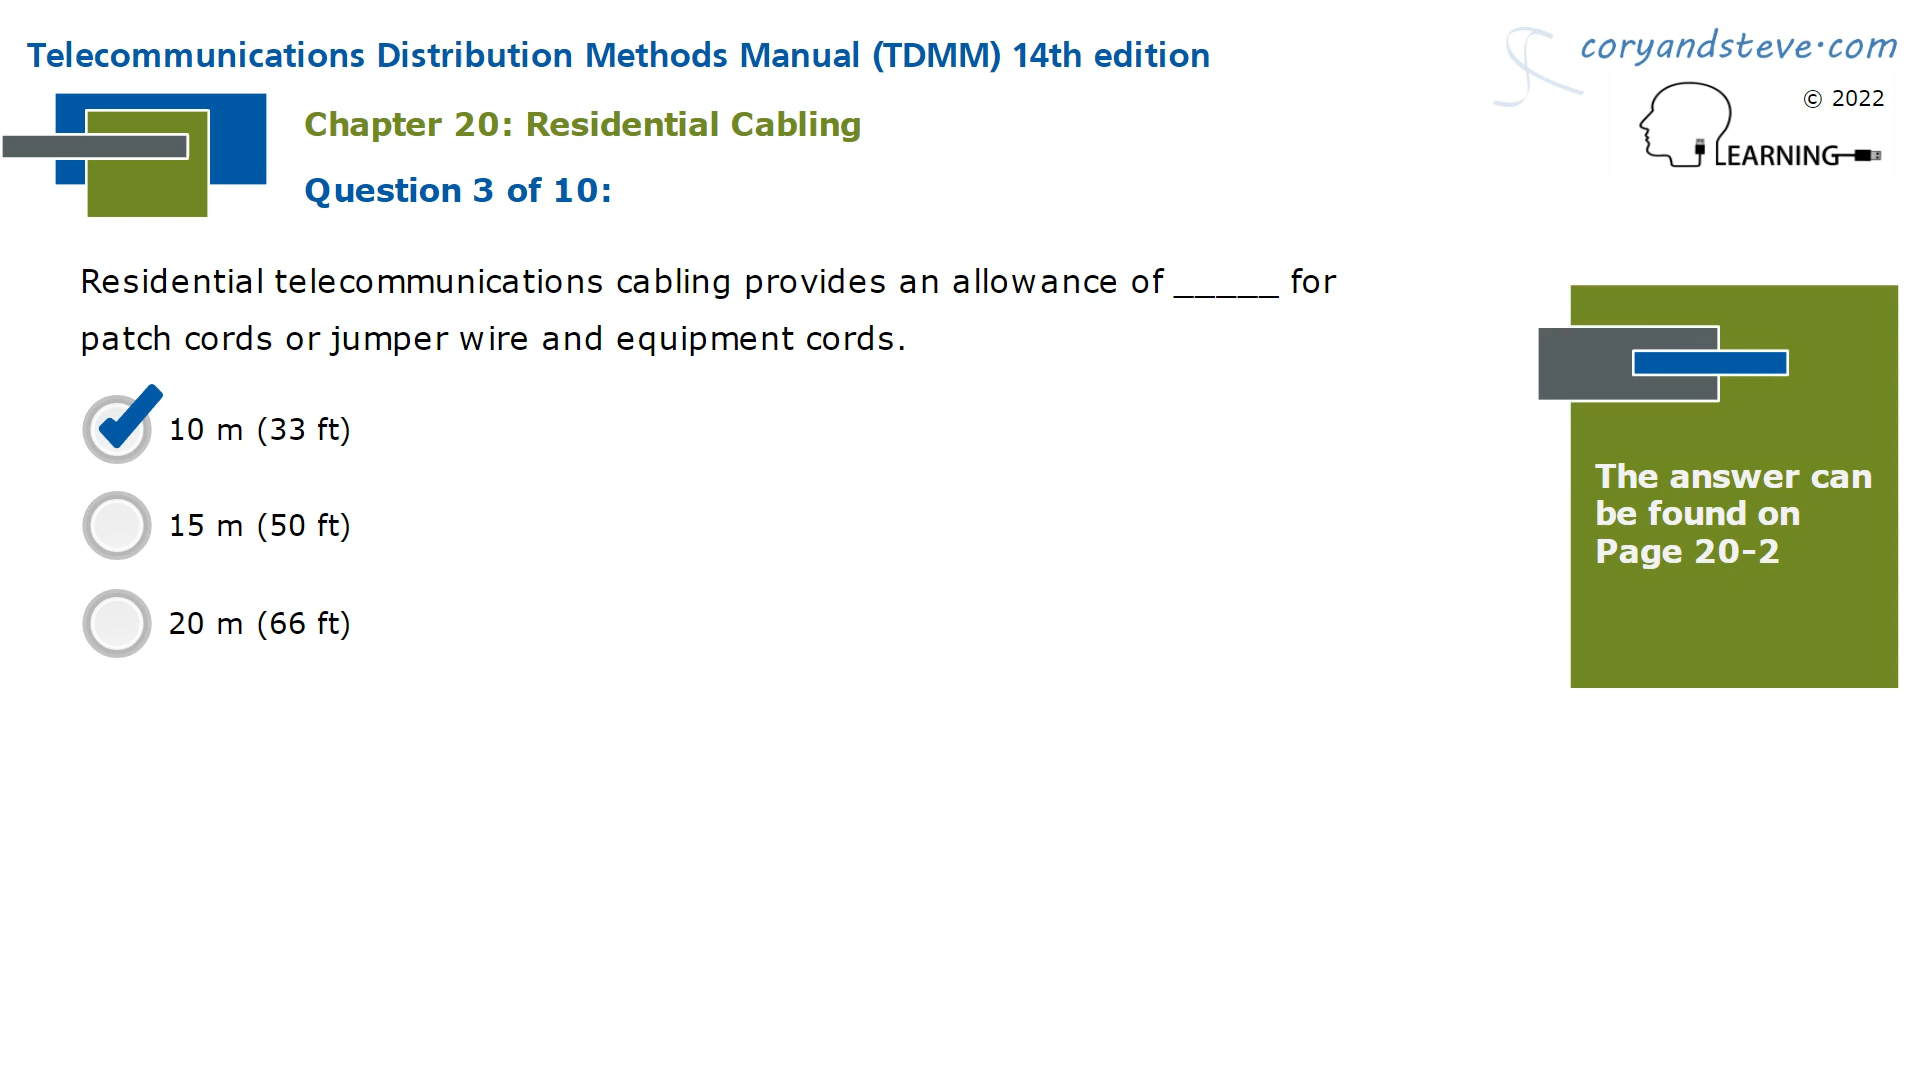 Telecommunications Distribution Methods Manual (TDMM) 14th edition
coryandsteve.com
© 2022
LEARNING
Chapter 20: Residential Cabling
Question 3 of 10:
Residential telecommunications cabling provides an allowance of _____ for
patch cords or jumper wire and equipment cords.
10 m (33 ft)
15 m (50 ft)
20 m (66 ft)
The answer can
be found on
Page 20-2